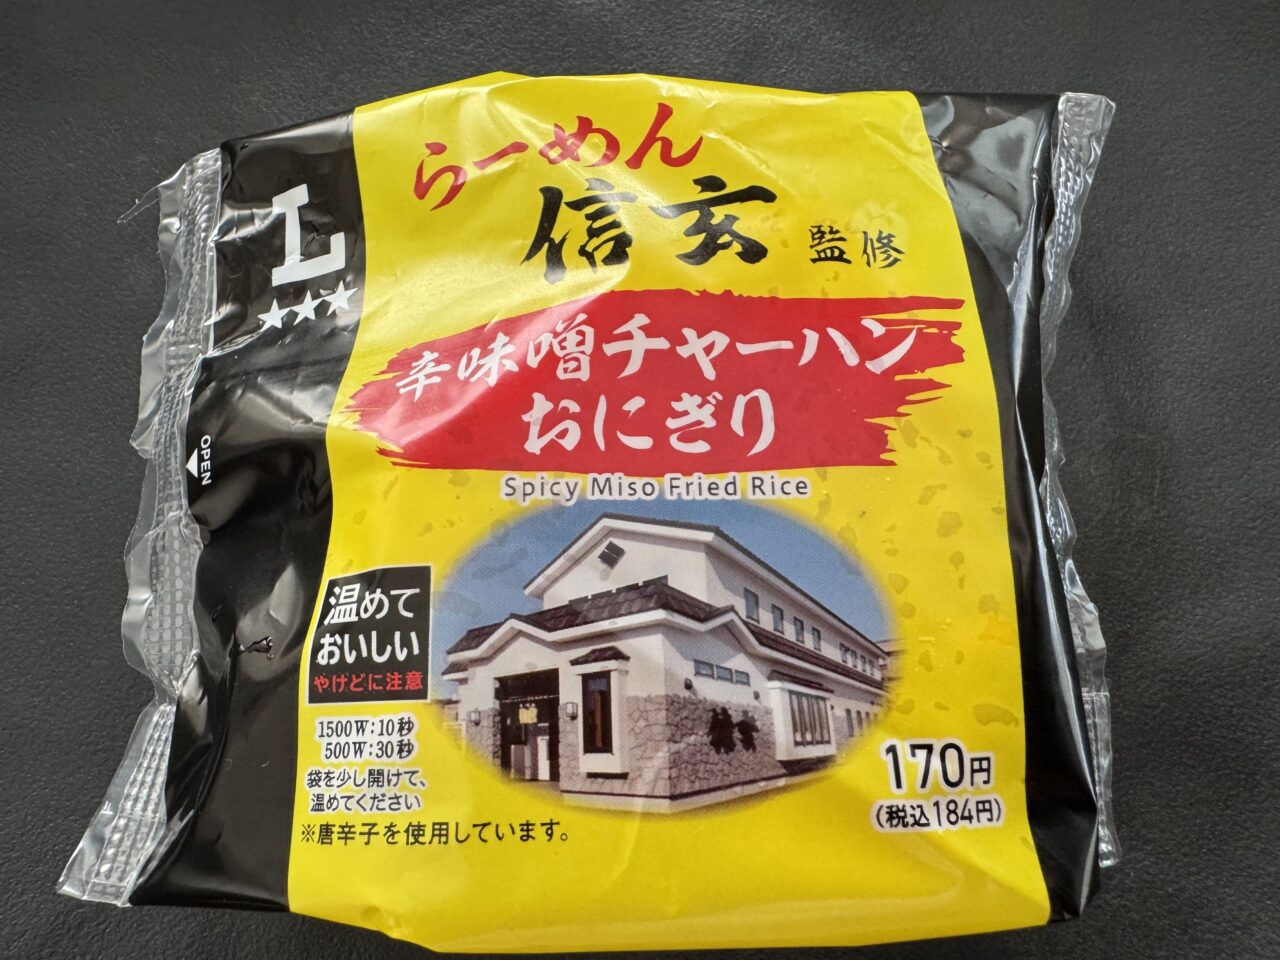 らーめん
信玄 監修
辛味噌チャーハン
おにぎり
Spicy Miso Fried Rice
L
★★★
OPEN
温めて
おいしい
やけどに注意
1500W:10秒
500W:30秒
袋を少し開けて、
温めてください
※唐辛子を使用しています。
170円
(税込184円)